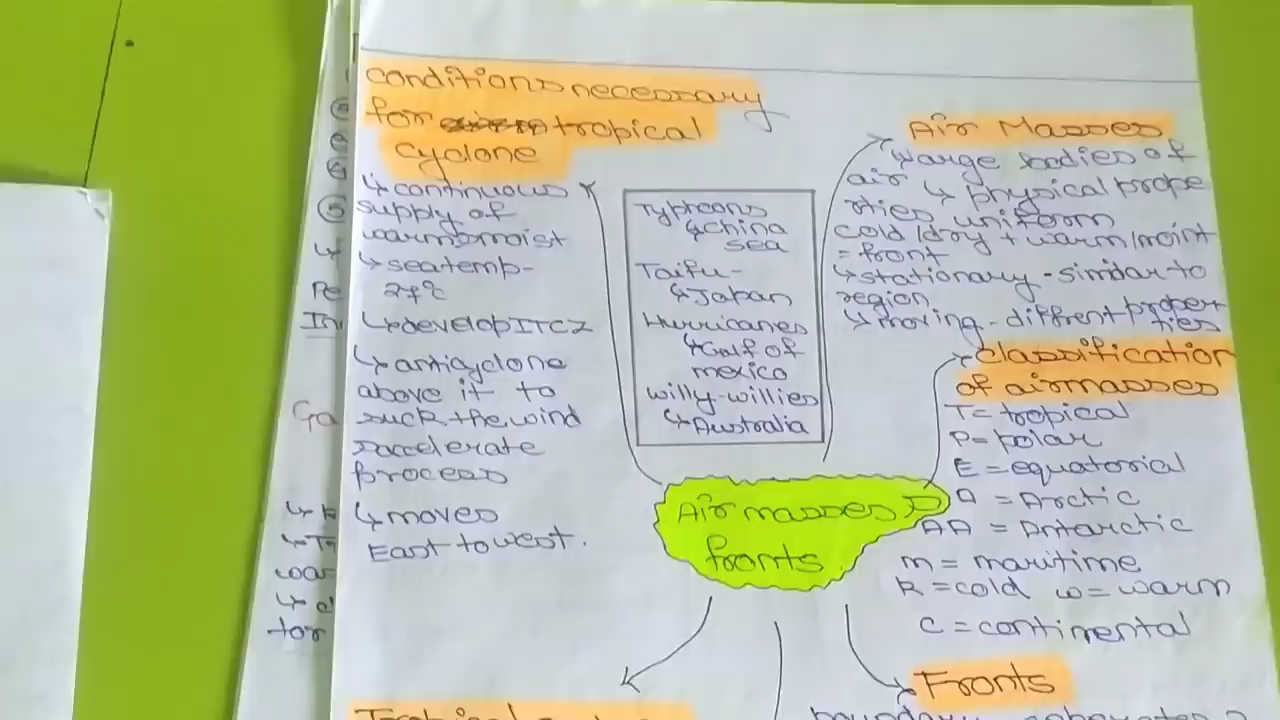 Conditions necessary
for tropical
cyclone
↳ continuous
supply of
warm & moist
↳ sea temp-
27°C
↳ develop ITCZ
↳ anticyclone
above it to
suck the wind
& accelerate
process
↳ moves
East to west.
Typhoons
↳ China
sea
Taifu-
↳ Japan
Hurricanes
↳ Gulf of
mexico
willy-willies
↳ Australia
Air Masses
↳ large bodies of
air ↳ physical prope
rties uniform
cold/dry + warm/moist
= front
↳ stationary - similar to
region
↳ moving - different proper
ties
Classification
of airmasses
T = tropical
P = polar
E = equatorial
A = Arctic
AA = Antarctic
m = maritime
K = cold w = warm
C = continental
Air masses &
fronts
Fronts
boundary
Tropical